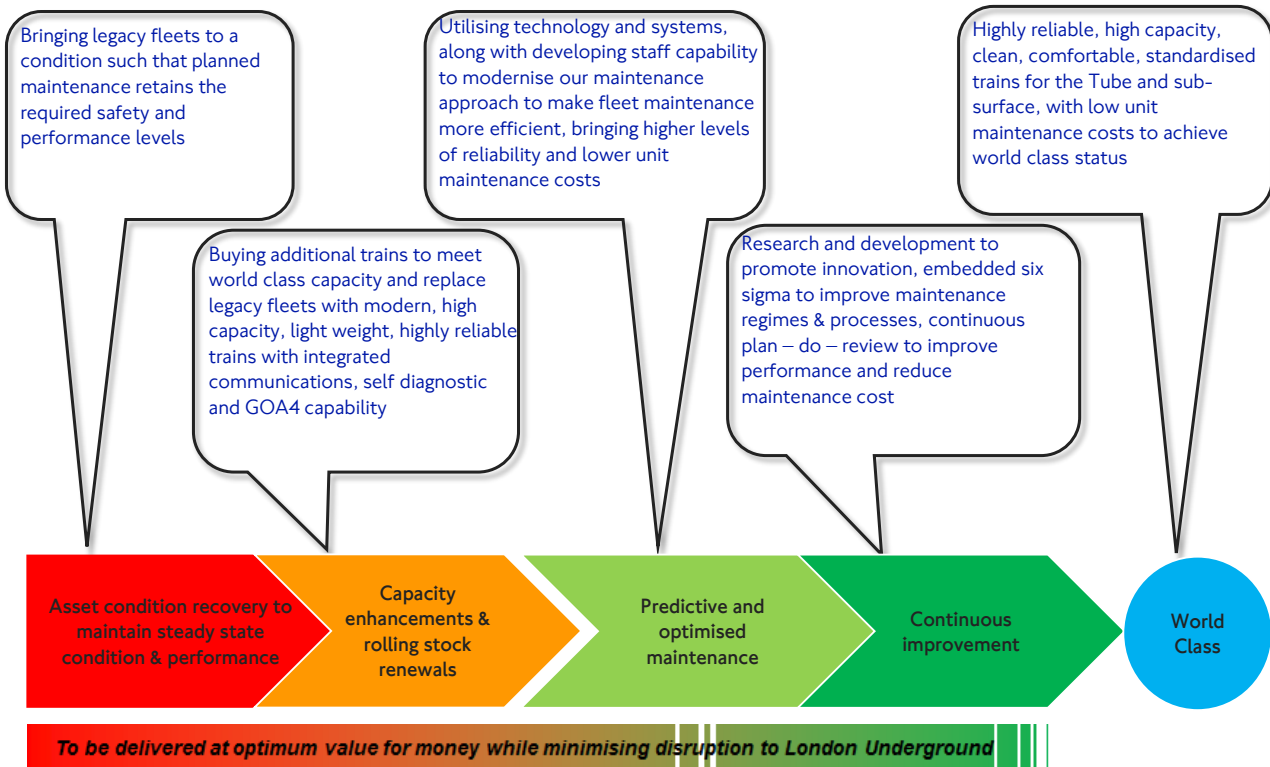 Bringing legacy fleets to a
condition such that planned
maintenance retains the
required safety and
performance levels
Utilising technology and systems,
along with developing staff capability
to modernise our maintenance
approach to make fleet maintenance
more efficient, bringing higher levels
of reliability and lower unit
maintenance costs
Highly reliable, high capacity,
clean, comfortable, standardised
trains for the Tube and sub-
surface, with low unit
maintenance costs to achieve
world class status
Buying additional trains to meet
world class capacity and replace
legacy fleets with modern, high
capacity, light weight, highly reliable
trains with integrated
communications, self diagnostic
and GOA4 capability
Research and development to
promote innovation, embedded six
sigma to improve maintenance
regimes & processes, continuous
plan – do – review to improve
performance and reduce
maintenance cost
Asset condition recovery to
maintain steady state
condition & performance
Capacity
enhancements &
rolling stock
renewals
Predictive and
optimised
maintenance
Continuous
improvement
World
Class
To be delivered at optimum value for money while minimising disruption to London Underground